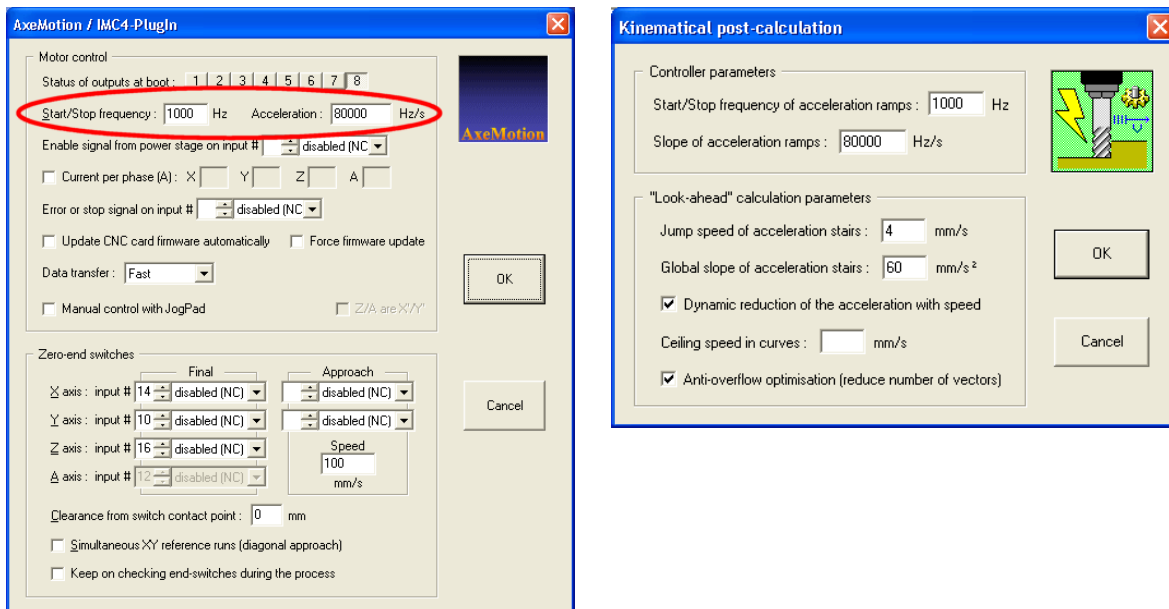 AxeMotion / IMC4-PlugIn
Motor control
Status of outputs at boot : 1 2 3 4 5 6 7 8
Start/Stop frequency : 1000 Hz Acceleration : 80000 Hz/s
AxeMotion
Enable signal from power stage on input # disabled (NC
Current per phase (A) : X Y Z A
Error or stop signal on input # disabled (NC
Update CNC card firmware automatically Force firmware update
Data transfer : Fast
OK
Manual control with JogPad Z/A are X'/Y'
Zero-end switches
Final Approach
X axis : input # 14 disabled (NC) disabled (NC)
Y axis : input # 10 disabled (NC) disabled (NC)
Z axis : input # 16 disabled (NC) Speed
A axis : input # 12 disabled (NC) 100
mm/s
Cancel
Clearance from switch contact point : 0 mm
Simultaneous XY reference runs (diagonal approach)
Keep on checking end-switches during the process
Kinematical post-calculation
Controller parameters
Start/Stop frequency of acceleration ramps : 1000 Hz
Slope of acceleration ramps : 80000 Hz/s
V
"Look-ahead" calculation parameters
Jump speed of acceleration stairs : 4 mm/s
Global slope of acceleration stairs : 60 mm/s²
OK
Dynamic reduction of the acceleration with speed
Ceiling speed in curves : mm/s
Cancel
Anti-overflow optimisation (reduce number of vectors)